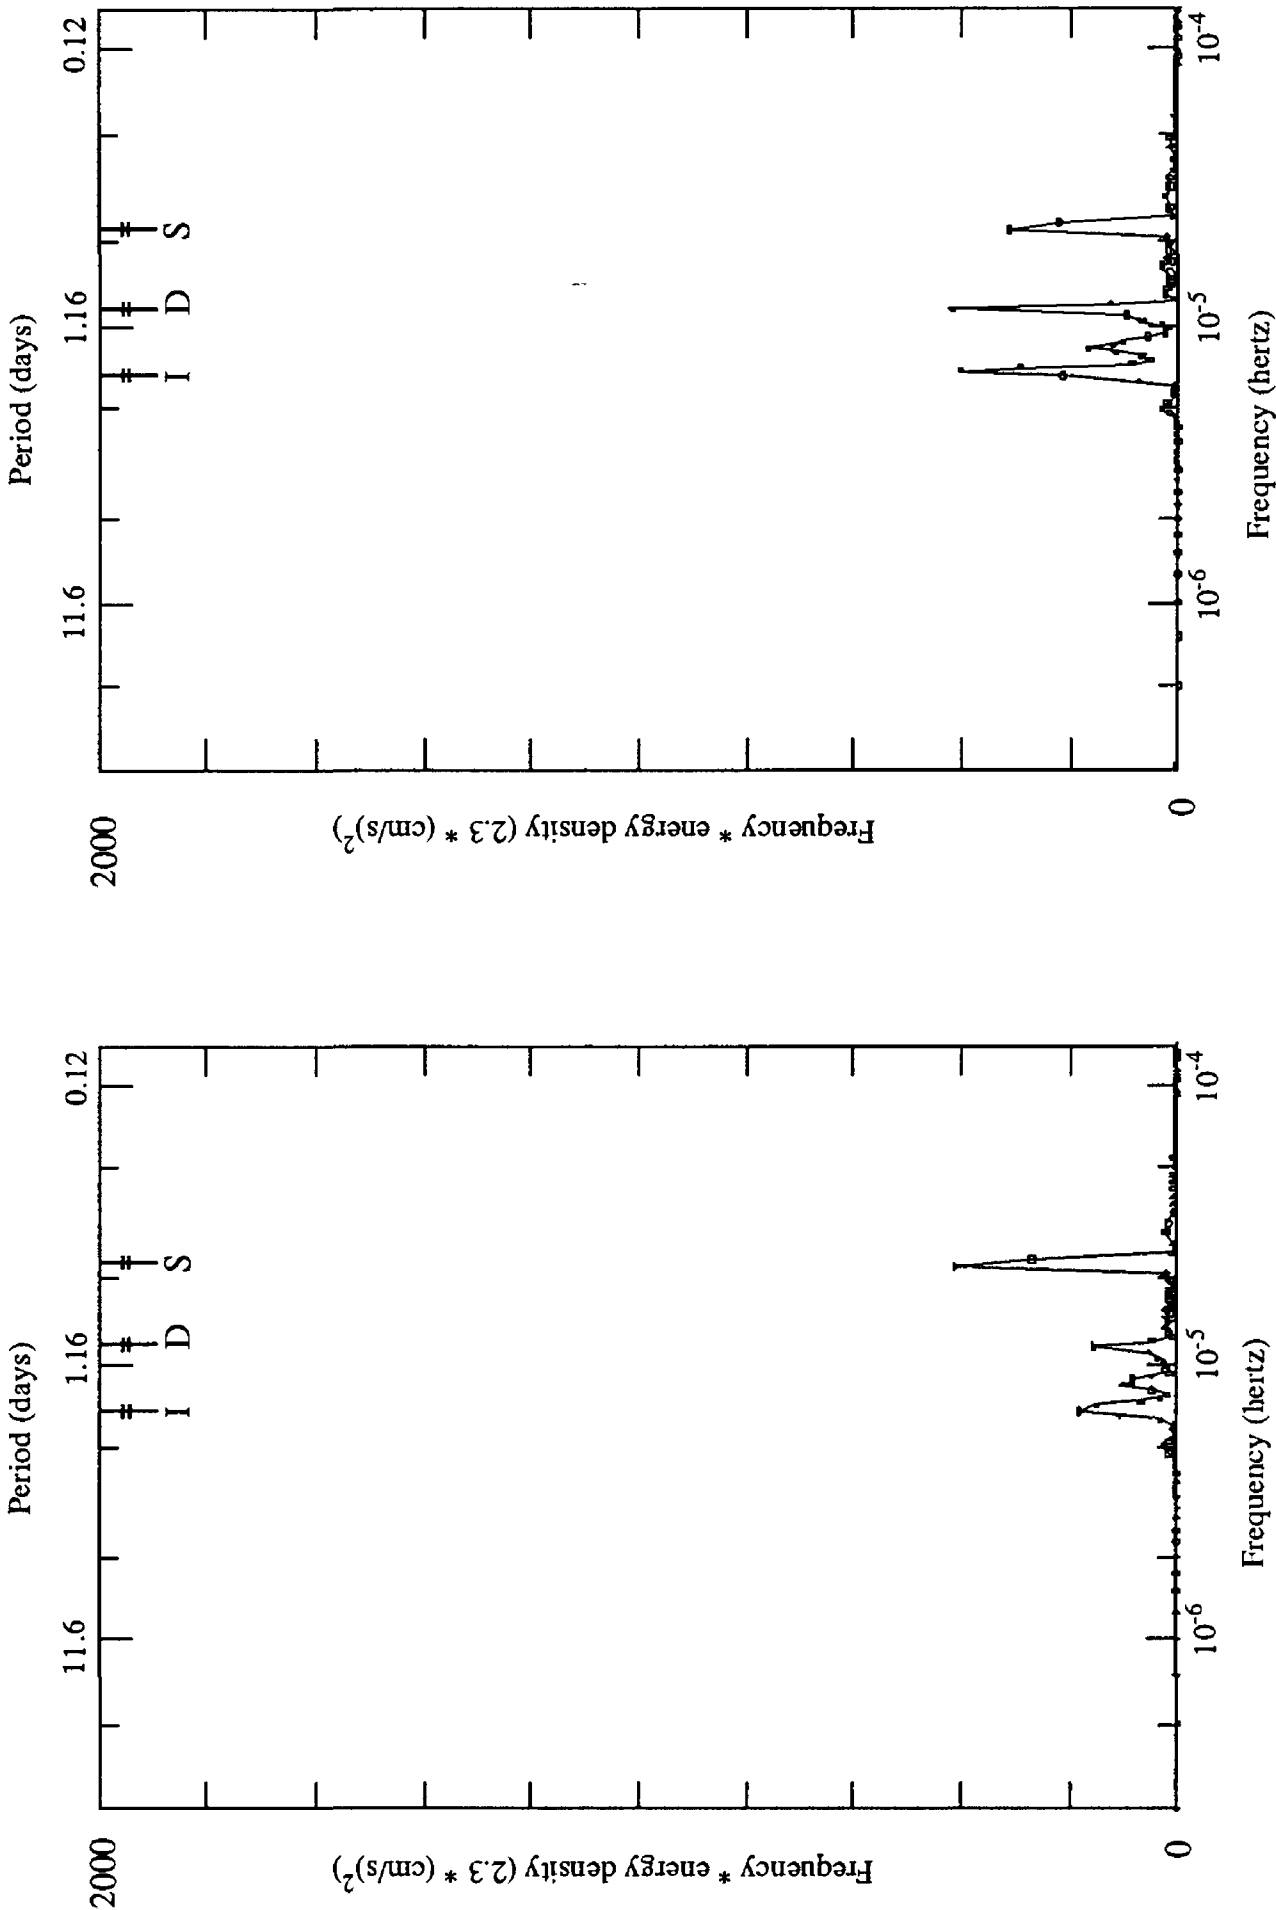 Period (days)
11.6
1.16
0.12
I
D
S
2000
Frequency * energy density (2.3 * (cm/s)²)
0
10⁻⁶
10⁻⁵
10⁻⁴
Frequency (hertz)
Period (days)
11.6
1.16
0.12
I
D
S
2000
Frequency * energy density (2.3 * (cm/s)²)
0
10⁻⁶
10⁻⁵
10⁻⁴
Frequency (hertz)